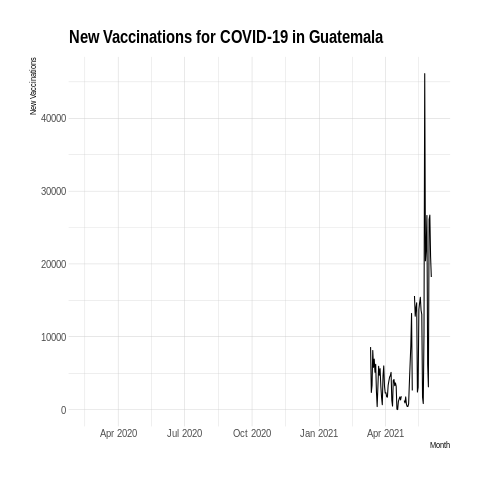 New Vaccinations for COVID-19 in Guatemala
New Vaccinations
40000
30000
20000
10000
0
Apr 2020 Jul 2020 Oct 2020 Jan 2021 Apr 2021
Month